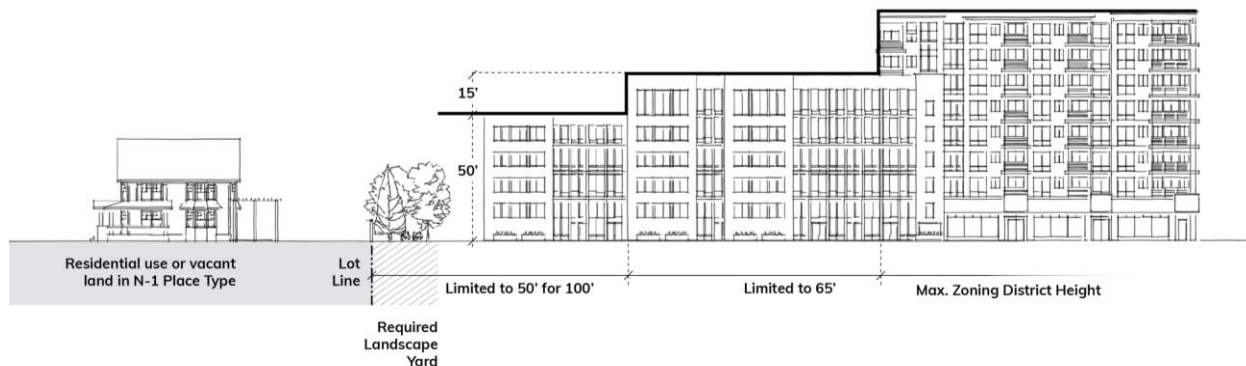 15'
50'
Residential use or vacant
land in N-1 Place Type
Lot
Line
Limited to 50' for 100'
Limited to 65'
Max. Zoning District Height
Required
Landscape
Yard